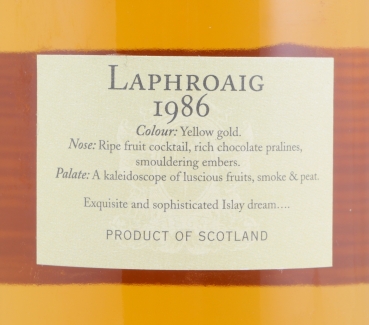 LAPHROAIG
1986
Colour: Yellow gold.
Nose: Ripe fruit cocktail, rich chocolate pralines,
smouldering embers.
Palate: A kaleidoscope of luscious fruits, smoke & peat.
Exquisite and sophisticated Islay dream....
PRODUCT OF SCOTLAND